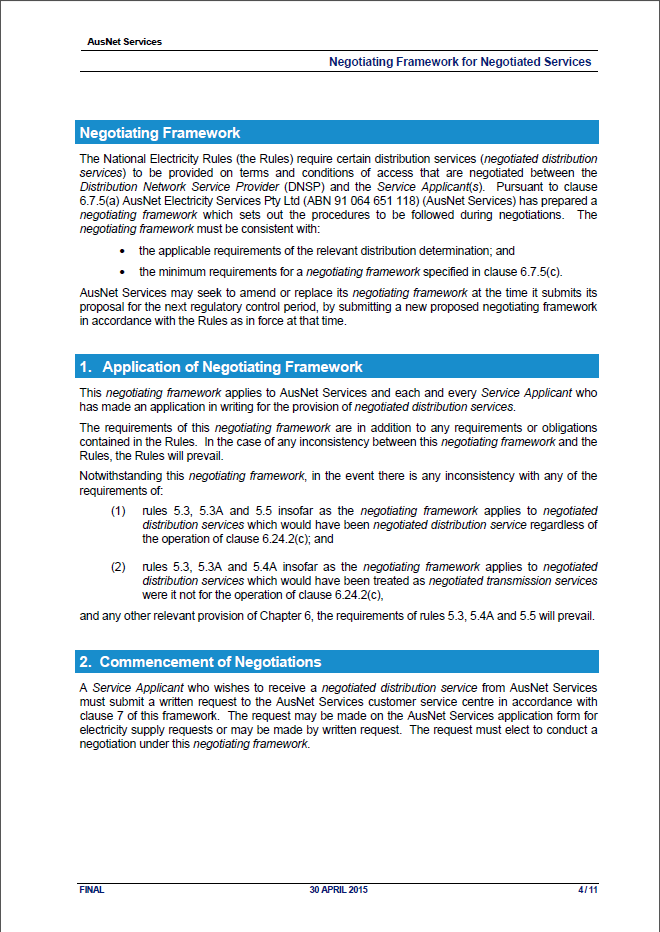 AusNet Services
Negotiating Framework for Negotiated Services
Negotiating Framework
The National Electricity Rules (the Rules) require certain distribution services (negotiated distribution
services) to be provided on terms and conditions of access that are negotiated between the
Distribution Network Service Provider (DNSP) and the Service Applicant(s). Pursuant to clause
6.7.5(a) AusNet Electricity Services Pty Ltd (ABN 91 064 651 118) (AusNet Services) has prepared a
negotiating framework which sets out the procedures to be followed during negotiations. The
negotiating framework must be consistent with:
• the applicable requirements of the relevant distribution determination; and
• the minimum requirements for a negotiating framework specified in clause 6.7.5(c).
AusNet Services may seek to amend or replace its negotiating framework at the time it submits its
proposal for the next regulatory control period, by submitting a new proposed negotiating framework
in accordance with the Rules as in force at that time.
1. Application of Negotiating Framework
This negotiating framework applies to AusNet Services and each and every Service Applicant who
has made an application in writing for the provision of negotiated distribution services.
The requirements of this negotiating framework are in addition to any requirements or obligations
contained in the Rules. In the case of any inconsistency between this negotiating framework and the
Rules, the Rules will prevail.
Notwithstanding this negotiating framework, in the event there is any inconsistency with any of the
requirements of:
(1) rules 5.3, 5.3A and 5.5 insofar as the negotiating framework applies to negotiated
distribution services which would have been negotiated distribution service regardless of
the operation of clause 6.24.2(c); and
(2) rules 5.3, 5.3A and 5.4A insofar as the negotiating framework applies to negotiated
distribution services which would have been treated as negotiated transmission services
were it not for the operation of clause 6.24.2(c),
and any other relevant provision of Chapter 6, the requirements of rules 5.3, 5.4A and 5.5 will prevail.
2. Commencement of Negotiations
A Service Applicant who wishes to receive a negotiated distribution service from AusNet Services
must submit a written request to the AusNet Services customer service centre in accordance with
clause 7 of this framework. The request may be made on the AusNet Services application form for
electricity supply requests or may be made by written request. The request must elect to conduct a
negotiation under this negotiating framework.
FINAL 30 APRIL 2015 4 / 11